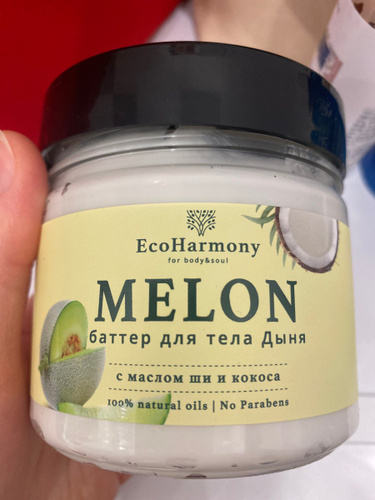 EcoHarmony
for body&soul
MELON
баттер для тела Дыня
с маслом ши и кокоса
100% natural oils | No Parabens